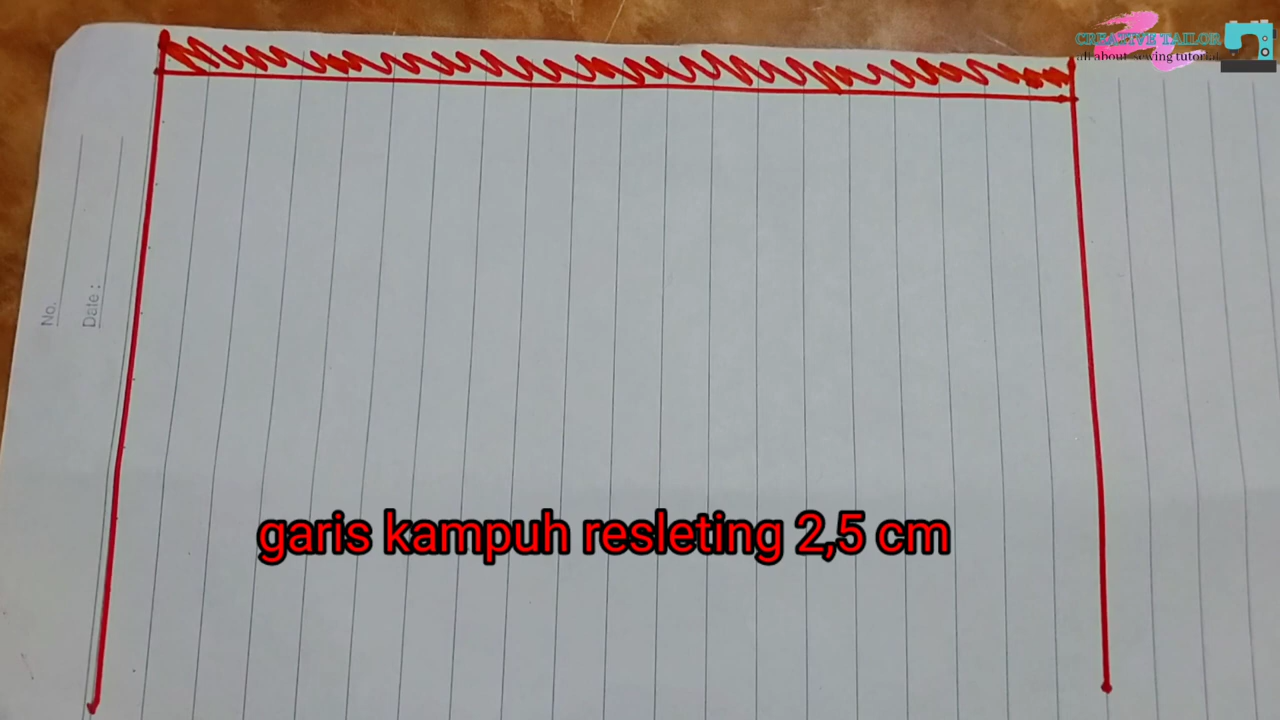 CREATIVE TAILOR
all about sewing tutorial
No.
Date :
garis kampuh resleting 2,5 cm